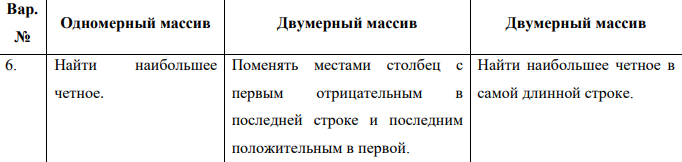 Вар.
№
Одномерный массив
Двумерный массив
Двумерный массив
6.
Найти наибольшее
четное.
Поменять местами столбец с
первым отрицательным в
последней строке и последним
положительным в первой.
Найти наибольшее четное в
самой длинной строке.